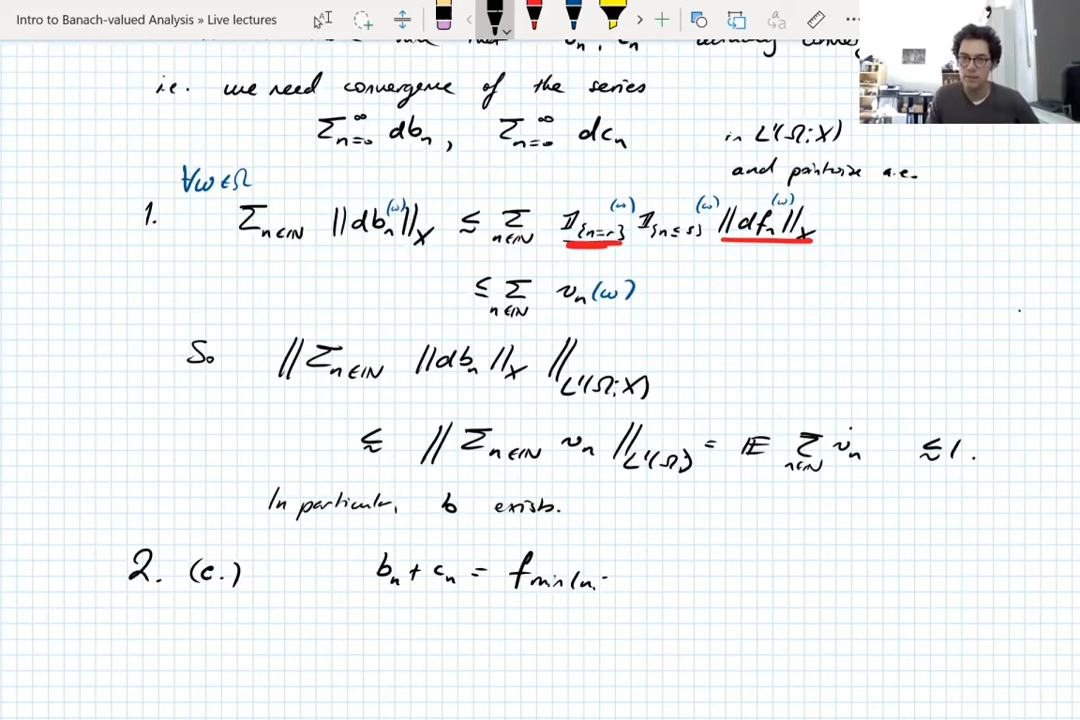 Intro to Banach-valued Analysis » Live lectures
i.e. we need convergence of the series
Σ_{n=0}^∞ db_n, Σ_{n=0}^∞ dc_n in L¹(Ω;X)
and pointwise a.e.
∀ω∈Ω
1. Σ_{n∈ℕ} ||db_n(ω)||_X ≲ Σ_{n∈ℕ} 𝟙_{n=r}(ω) 𝟙_{n≤s}(ω) ||df_n(ω)||_X
≤ Σ_{n∈ℕ} v_n(ω)
So ||Σ_{n∈ℕ} ||db_n||_X||_{L¹(Ω;X)}
≲ ||Σ_{n∈ℕ} v_n||_{L¹(Ω)} = 𝔼 Σ_{n∈ℕ} v_n ≲ 1.
In particular, b exists.
2. (c.) b_n + c_n = f_{min(n,